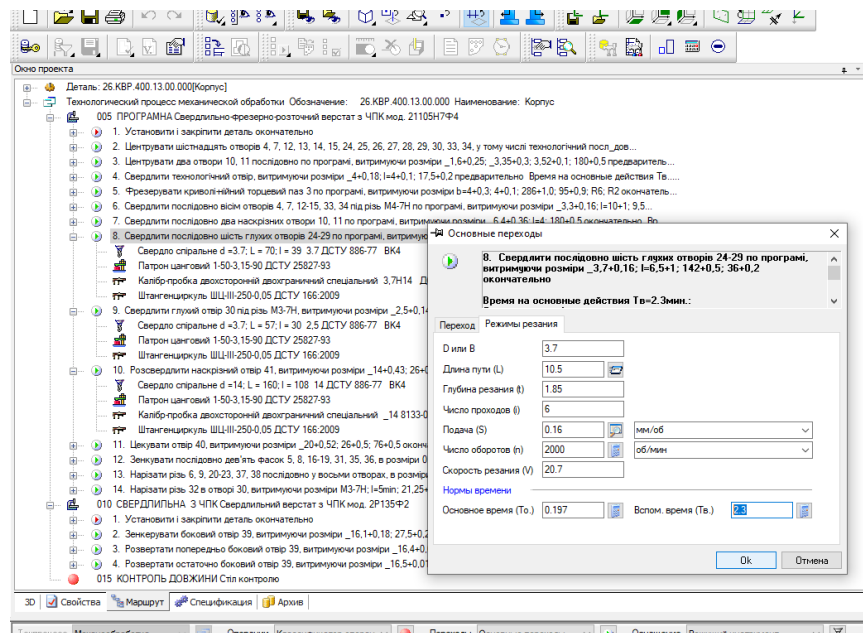 Окно проекта
Деталь: 26.КВР.400.13.00.000[Корпус]
Технологический процесс механической обработки Обозначение: 26.КВР.400.13.00.000 Наименование: Корпус
005 ПРОГРАМНА Свердлильно-фрезерно-розточний верстат з ЧПК мод. 21105Н7Ф4
1. Установити і закріпити деталь окончательно
2. Центрувати шістнадцять отворів 4, 7, 12, 13, 14, 15, 24, 25, 26, 27, 28, 29, 30, 33, 34, у тому числі технологічний посл_дов...
3. Центрувати два отвори 10, 11 послідовно по програмі, витримуючи розміри _1,6+0,25; _3,35+0,3; 3,52+0,1; 180+0,5 предваритель...
4. Свердлити технологічний отвір, витримуючи розміри _4+0,18; l=4+0,1; 17,5+0,2 предварительно Время на основные действия Тв.....
5. Фрезерувати криволі-нійний торцевий паз 3 по програмі, витримуючи розміри b=4+0,3; 4+0,1; 286+1,0; 95+0,9; R6; R2 окончатель...
6. Свердлити послідовно вісім отворів 4, 7, 12-15, 33, 34 під різь М4-7Н по програмі, витримуючи розміри _3,3+0,16; l=10+1; 9,5...
7. Свердлити послідовно два наскрізних отвори 10, 11 по програмі, витримуючи розміри _6,4+0,36; l=4; 180+0,5 окончательно Вр...
8. Свердлити послідовно шість глухих отворів 24-29 по програмі, витримую
Свердло спіральне d =3.7; L = 70; l = 39 3.7 ДСТУ 886-77 ВК4
Патрон цанговий 1-50-3,15-90 ДСТУ 25827-93
Калібр-пробка двохсторонній двохграничний специальний 3,7Н14
Штангенциркуль ШЦ-III-250-0,05 ДСТУ 166:2009
9. Свердлити глухий отвір 30 під різь М3-7Н, витримуючи розміри _2,5+0,14
Свердло спіральне d =3.7; L = 57; l = 30 2,5 ДСТУ 886-77 ВК4
Патрон цанговий 1-50-3,15-90 ДСТУ 25827-93
Штангенциркуль ШЦ-III-250-0,05 ДСТУ 166:2009
10. Розсвердлити наскрізний отвір 41, витримуючи розміри _14+0,43; 26+0
Свердло спіральне d =14; L = 160; l = 108 14 ДСТУ 886-77 ВК4
Патрон цанговий 1-50-3,15-90 ДСТУ 25827-93
Калібр-пробка двохсторонній двохграничний специальний _14 8133-0
Штангенциркуль ШЦ-III-250-0,05 ДСТУ 166:2009
11. Цекувати отвір 40, витримуючи розміри _20+0,52; 26+0,5; 76+0,5 оконч
12. Зенкувати послідовно дев'ять фасок 5, 8, 16-19, 31, 35, 36, в розміри 0
13. Нарізати різь 6, 9, 20-23, 37, 38 послідовно у восьми отворах, в розмір
14. Нарізати різь 32 в отворі 30, витримуючи розміри М3-7Н; l=5min; 21,25+
010 СВЕРДЛИЛЬНА З ЧПК Свердлильний верстат з ЧПК мод. 2Р135Ф2
1. Установити і закріпити деталь окончательно
2. Зенкерувати боковий отвір 39, витримуючи розміри _16,1+0,18; 27,5+0,2
3. Розвертати попередньо боковий отвір 39, витримуючи розміри _16,4+0,
4. Розвертати остаточно боковий отвір 39, витримуючи розміри _16,5+0,01
015 КОНТРОЛЬ ДОВЖИНИ Стіл контролю
3D Свойства Маршрут Спецификация Архив
Основные переходы
8. Свердлити послідовно шість глухих отворів 24-29 по програмі,
витримуючи розміри _3,7+0,16; l=6,5+1; 142+0,5; 36+0,2
окончательно
Время на основные действия Тв=2.3мин.:
Переход Режимы резания
D или B 3.7
Длина пути (L) 10.5
Глубина резания (t) 1.85
Число проходов (i) 6
Подача (S) 0.16 мм/об
Число оборотов (n) 2000 об/мин
Скорость резания (V) 20.7
Нормы времени
Основное время (То.) 0.197 Вспом. время (Тв.) 2.3
Ok Отмена